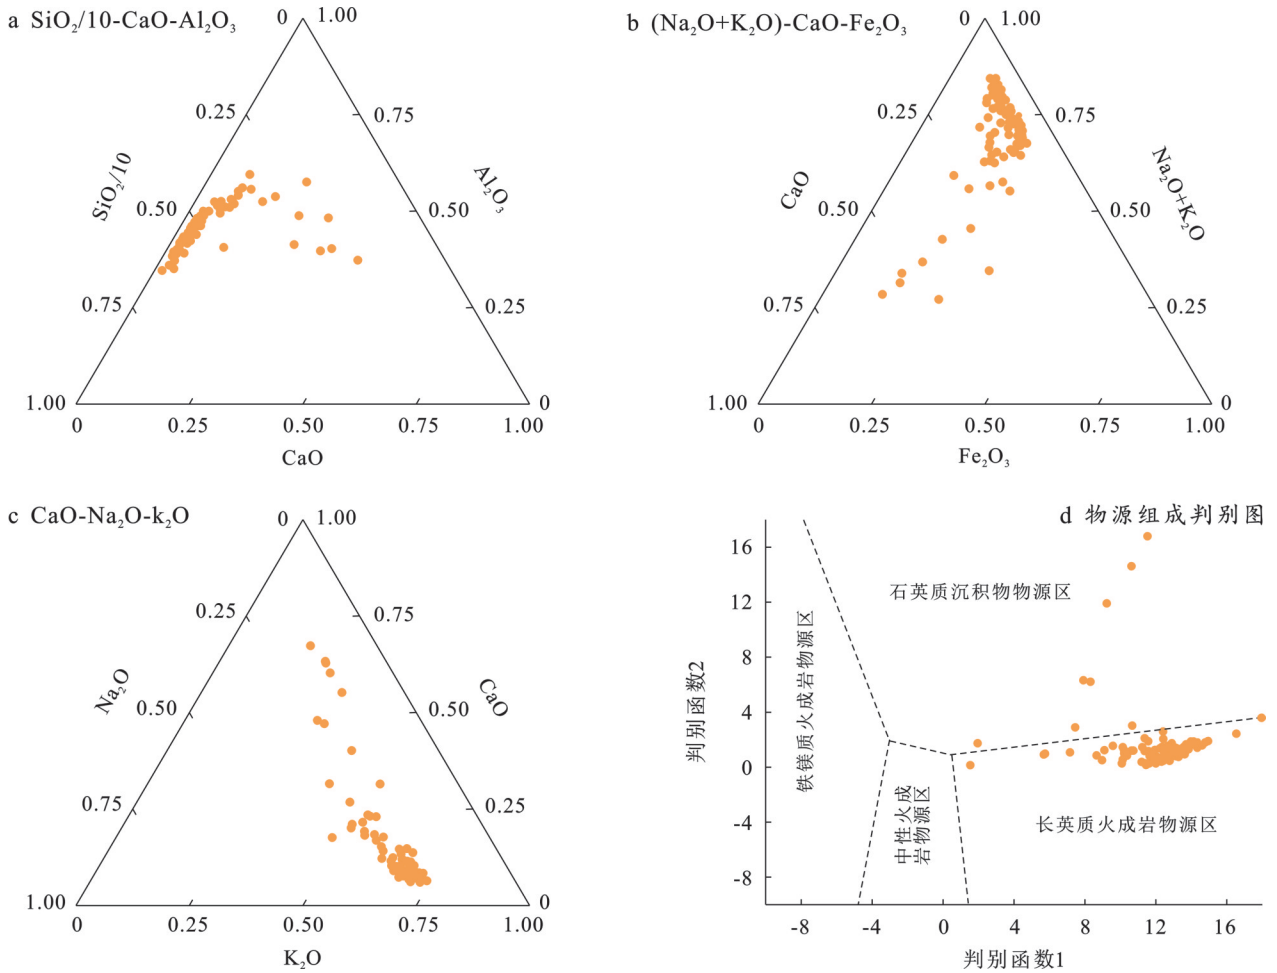 a SiO₂/10-CaO-Al₂O₃
0 1.00
0.25 0.75
SiO₂/10
Al₂O₃
0.50 0.50
0.75 0.25
1.00 0
0 0.25 0.50 0.75 1.00
CaO
b (Na₂O+K₂O)-CaO-Fe₂O₃
0 1.00
0.25 0.75
CaO
Na₂O+K₂O
0.50 0.50
0.75 0.25
1.00 0
0 0.25 0.50 0.75 1.00
Fe₂O₃
c CaO-Na₂O-k₂O
0 1.00
0.25 0.75
Na₂O
CaO
0.50 0.50
0.75 0.25
1.00 0
0 0.25 0.50 0.75 1.00
K₂O
d 物源组成判别图
判别函数2
16
12
8
4
0
-4
-8
石英质沉积物物源区
铁镁质火成岩物源区
中性火成
岩物源区
长英质火成岩物源区
-8 -4 0 4 8 12 16
判别函数1